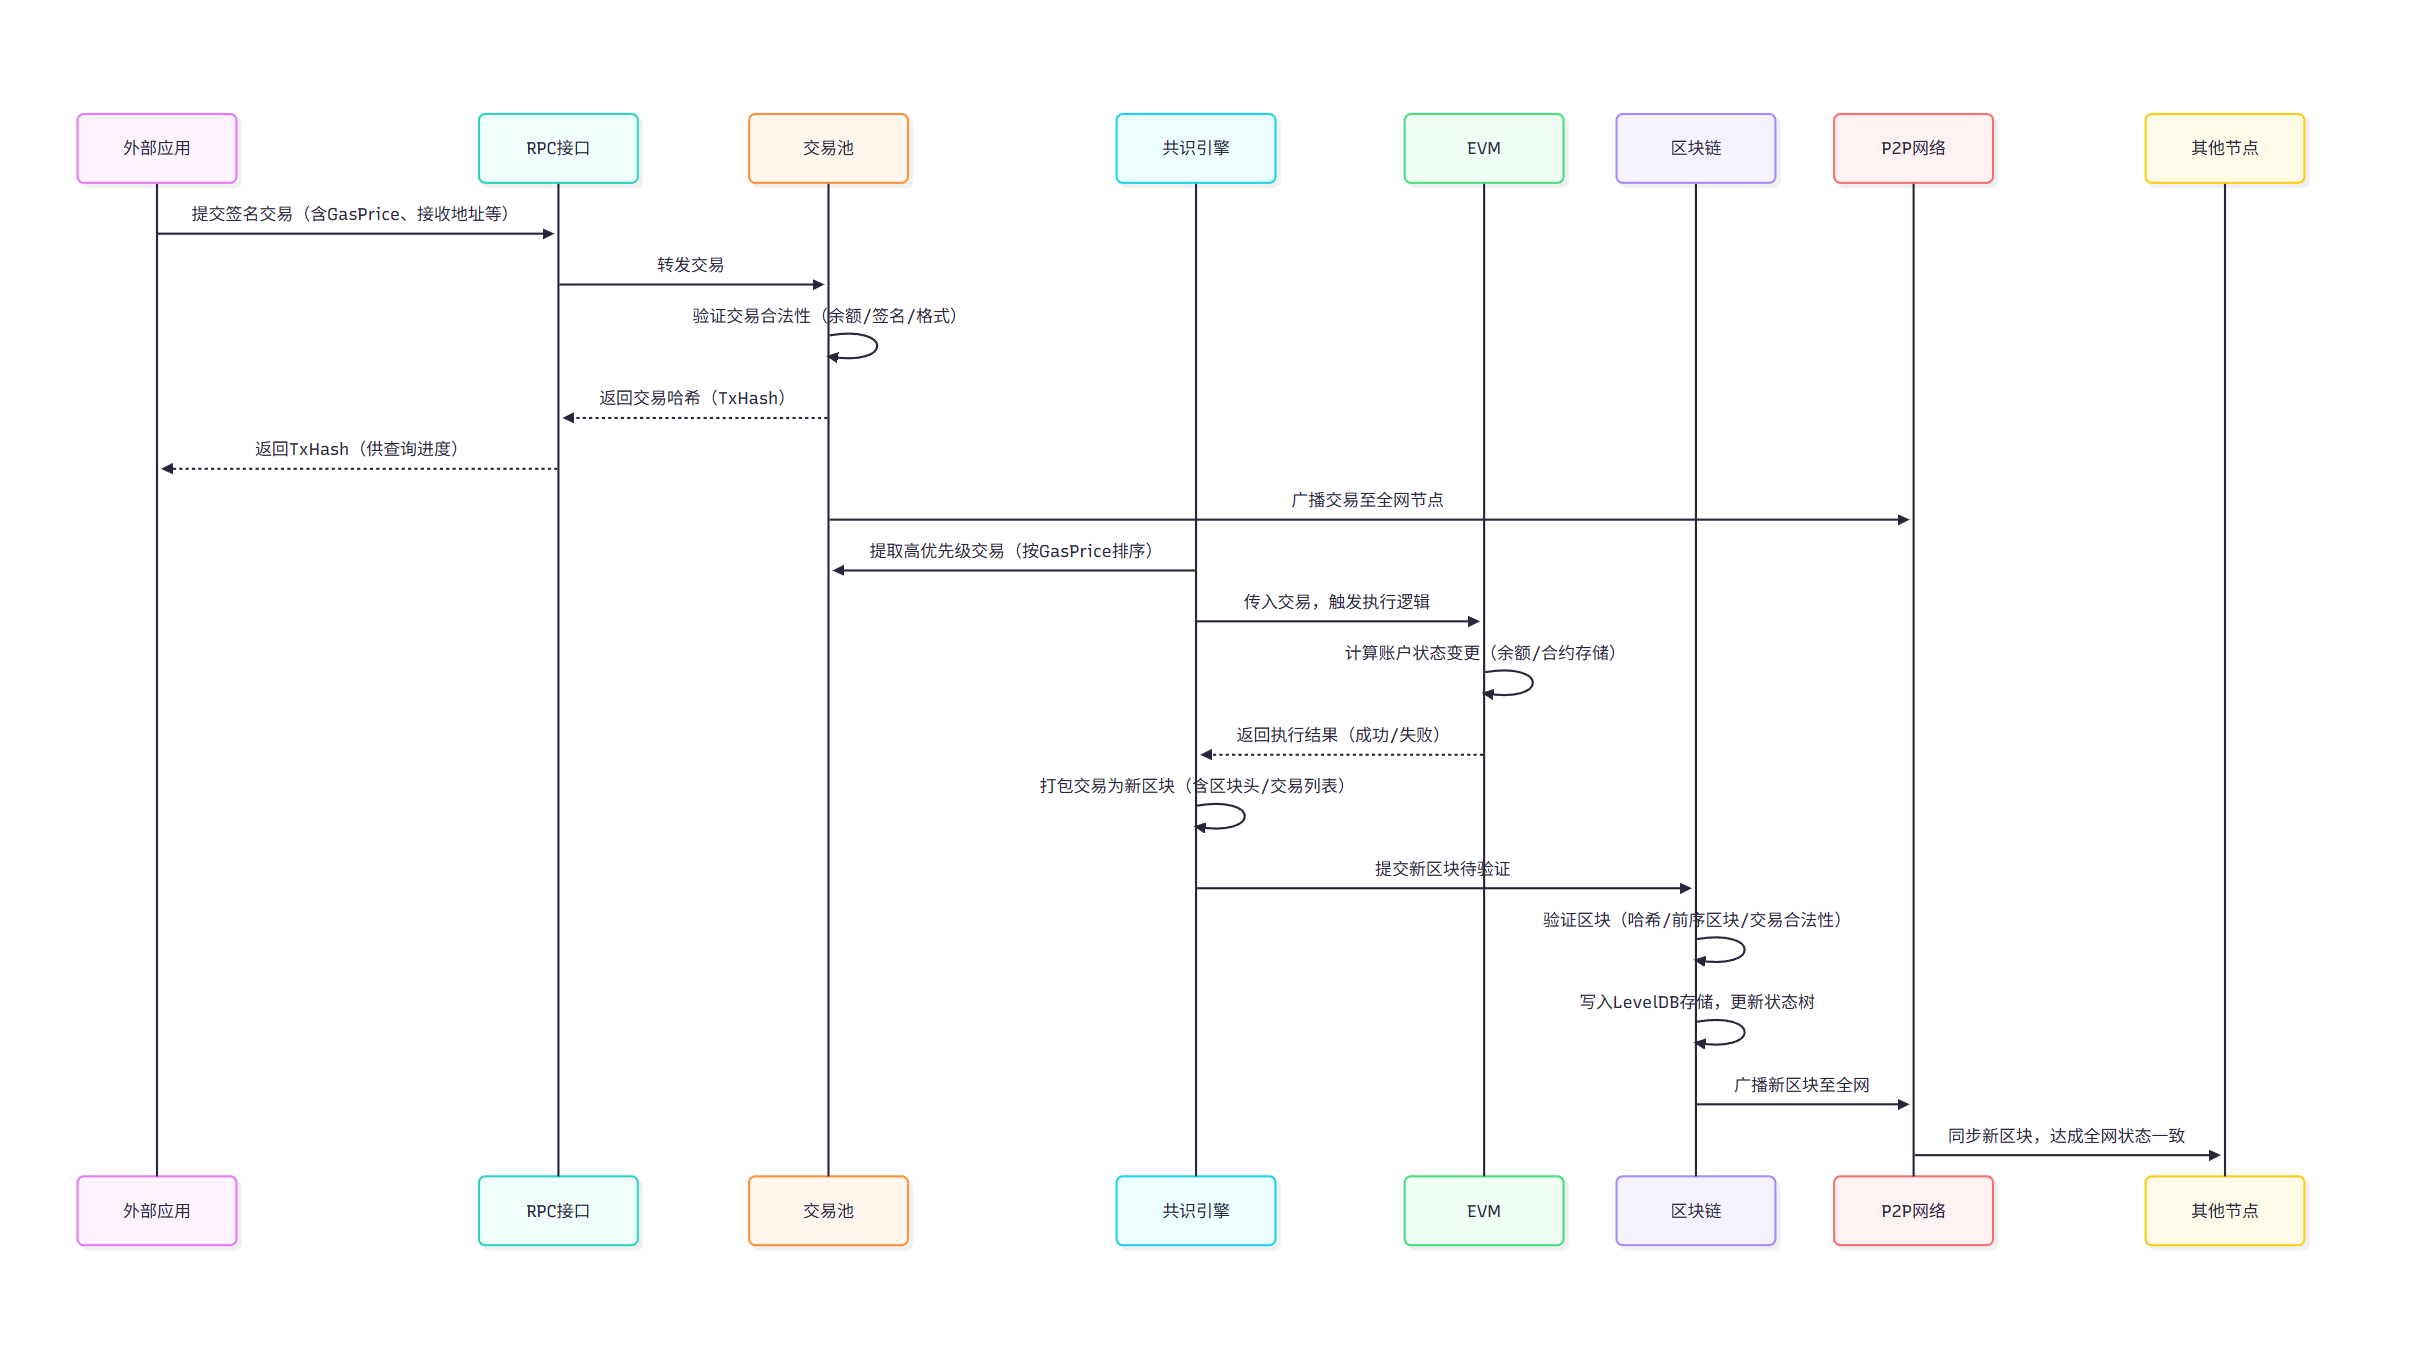 外部应用
RPC接口
交易池
共识引擎
EVM
区块链
P2P网络
其他节点
提交签名交易（含GasPrice、接收地址等）
转发交易
验证交易合法性（余额/签名/格式）
返回交易哈希（TxHash）
返回TxHash（供查询进度）
广播交易至全网节点
提取高优先级交易（按GasPrice排序）
传入交易，触发执行逻辑
计算账户状态变更（余额/合约存储）
返回执行结果（成功/失败）
打包交易为新区块（含区块头/交易列表）
提交新区块待验证
验证区块（哈希/前序区块/交易合法性）
写入LevelDB存储，更新状态树
广播新区块至全网
同步新区块，达成全网状态一致
外部应用
RPC接口
交易池
共识引擎
EVM
区块链
P2P网络
其他节点